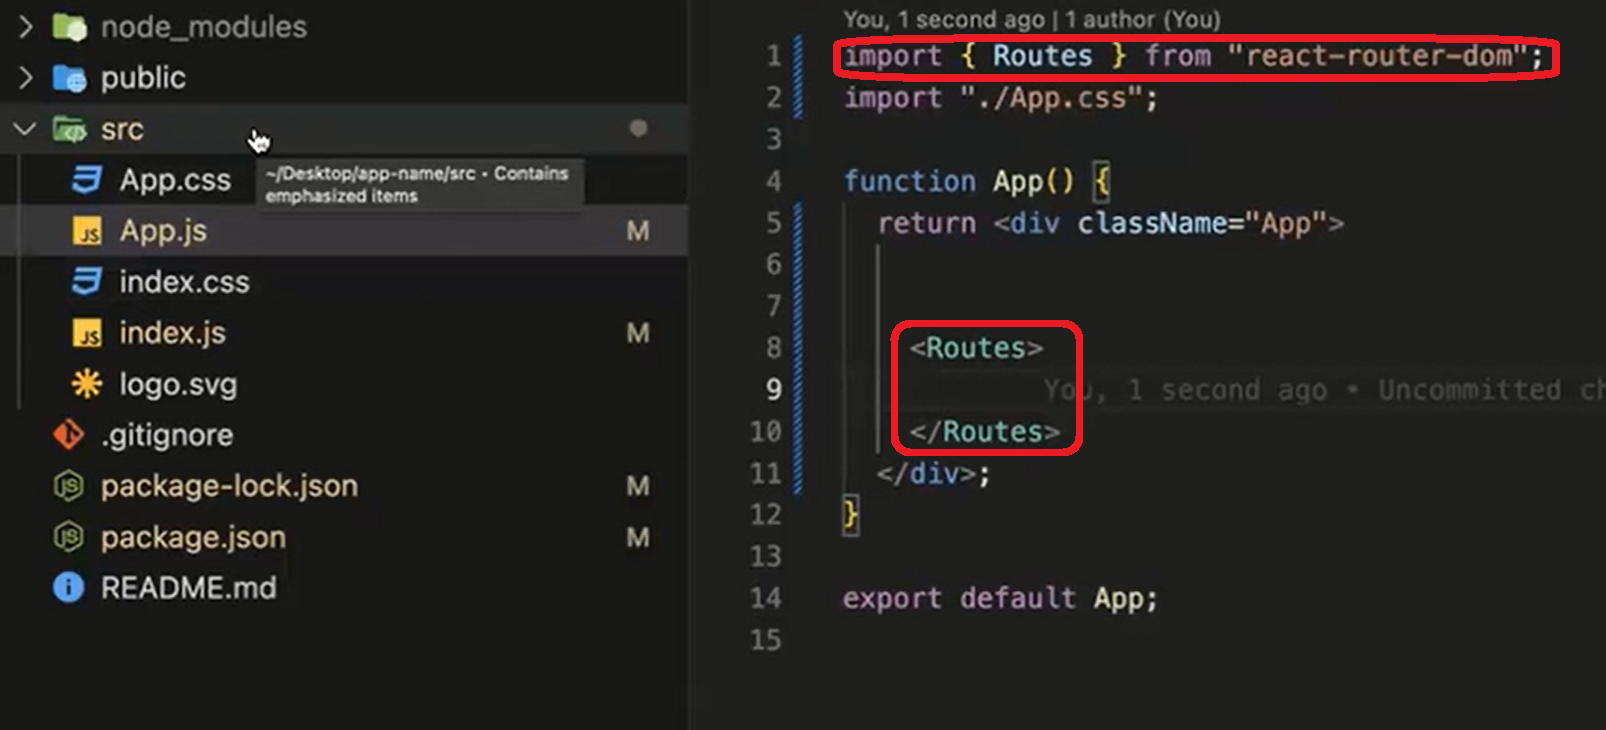 node_modules
public
src
~/Desktop/app-name/src • Contains
emphasized items
App.css
App.js M
index.css
index.js M
logo.svg
.gitignore
package-lock.json M
package.json M
README.md
You, 1 second ago | 1 author (You)
1 import { Routes } from "react-router-dom";
2 import "./App.css";
3
4 function App() {
5 return <div className="App">
6
7
8 <Routes>
9 You, 1 second ago • Uncommitted
10 </Routes>
11 </div>;
12 }
13
14 export default App;
15